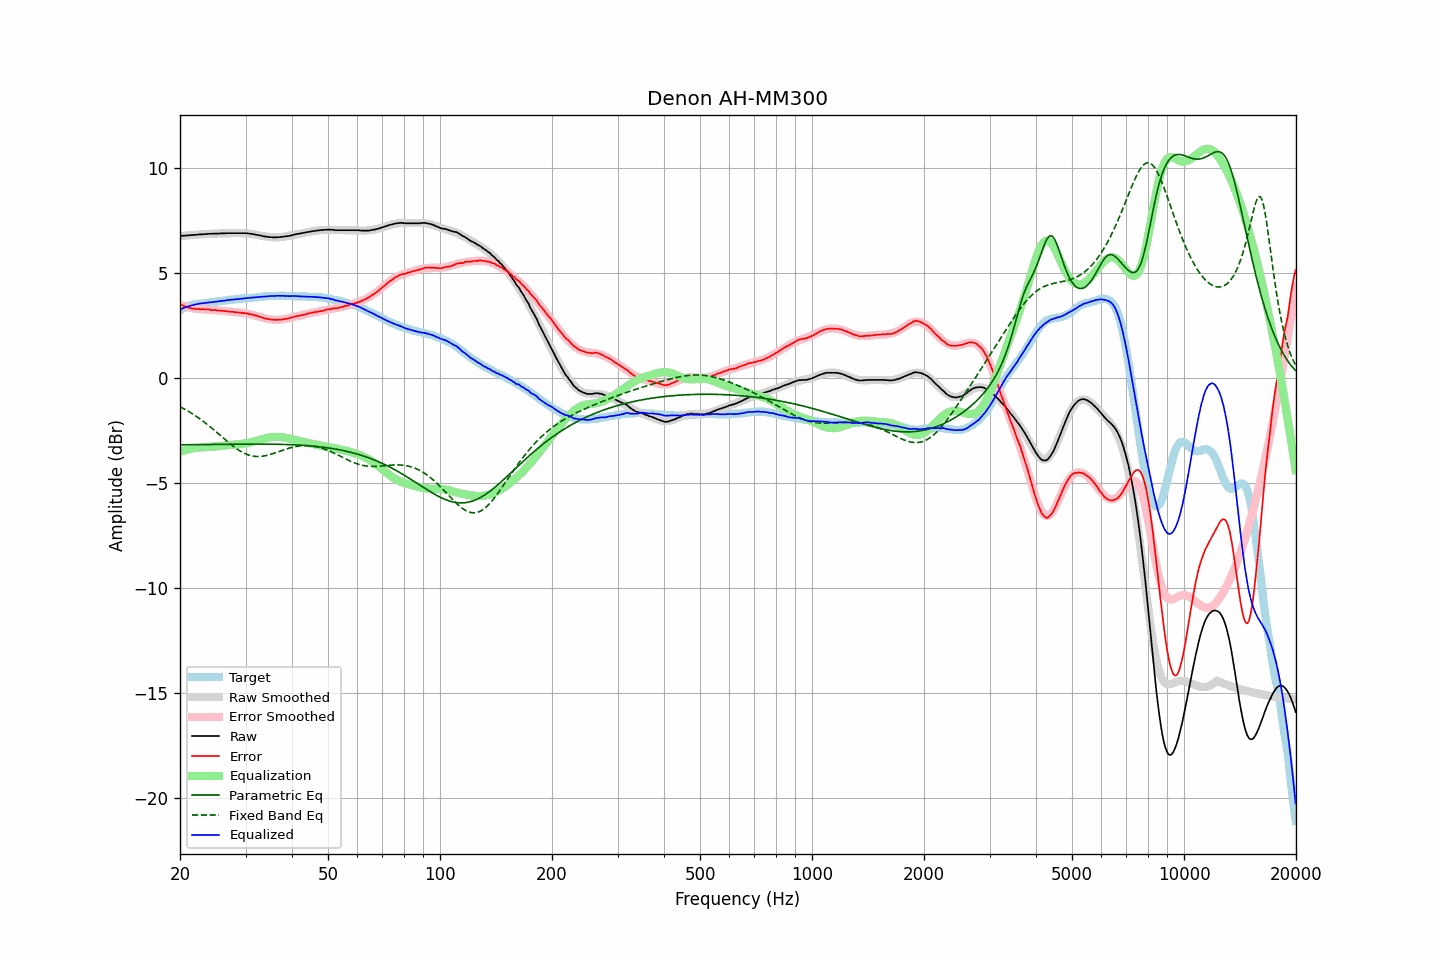 Denon AH-MM300
Amplitude (dBr)
10
5
0
−5
−10
−15
−20
Target
Raw Smoothed
Error Smoothed
Raw
Error
Equalization
Parametric Eq
Fixed Band Eq
Equalized
20 50 100 200 500 1000 2000 5000 10000 20000
Frequency (Hz)